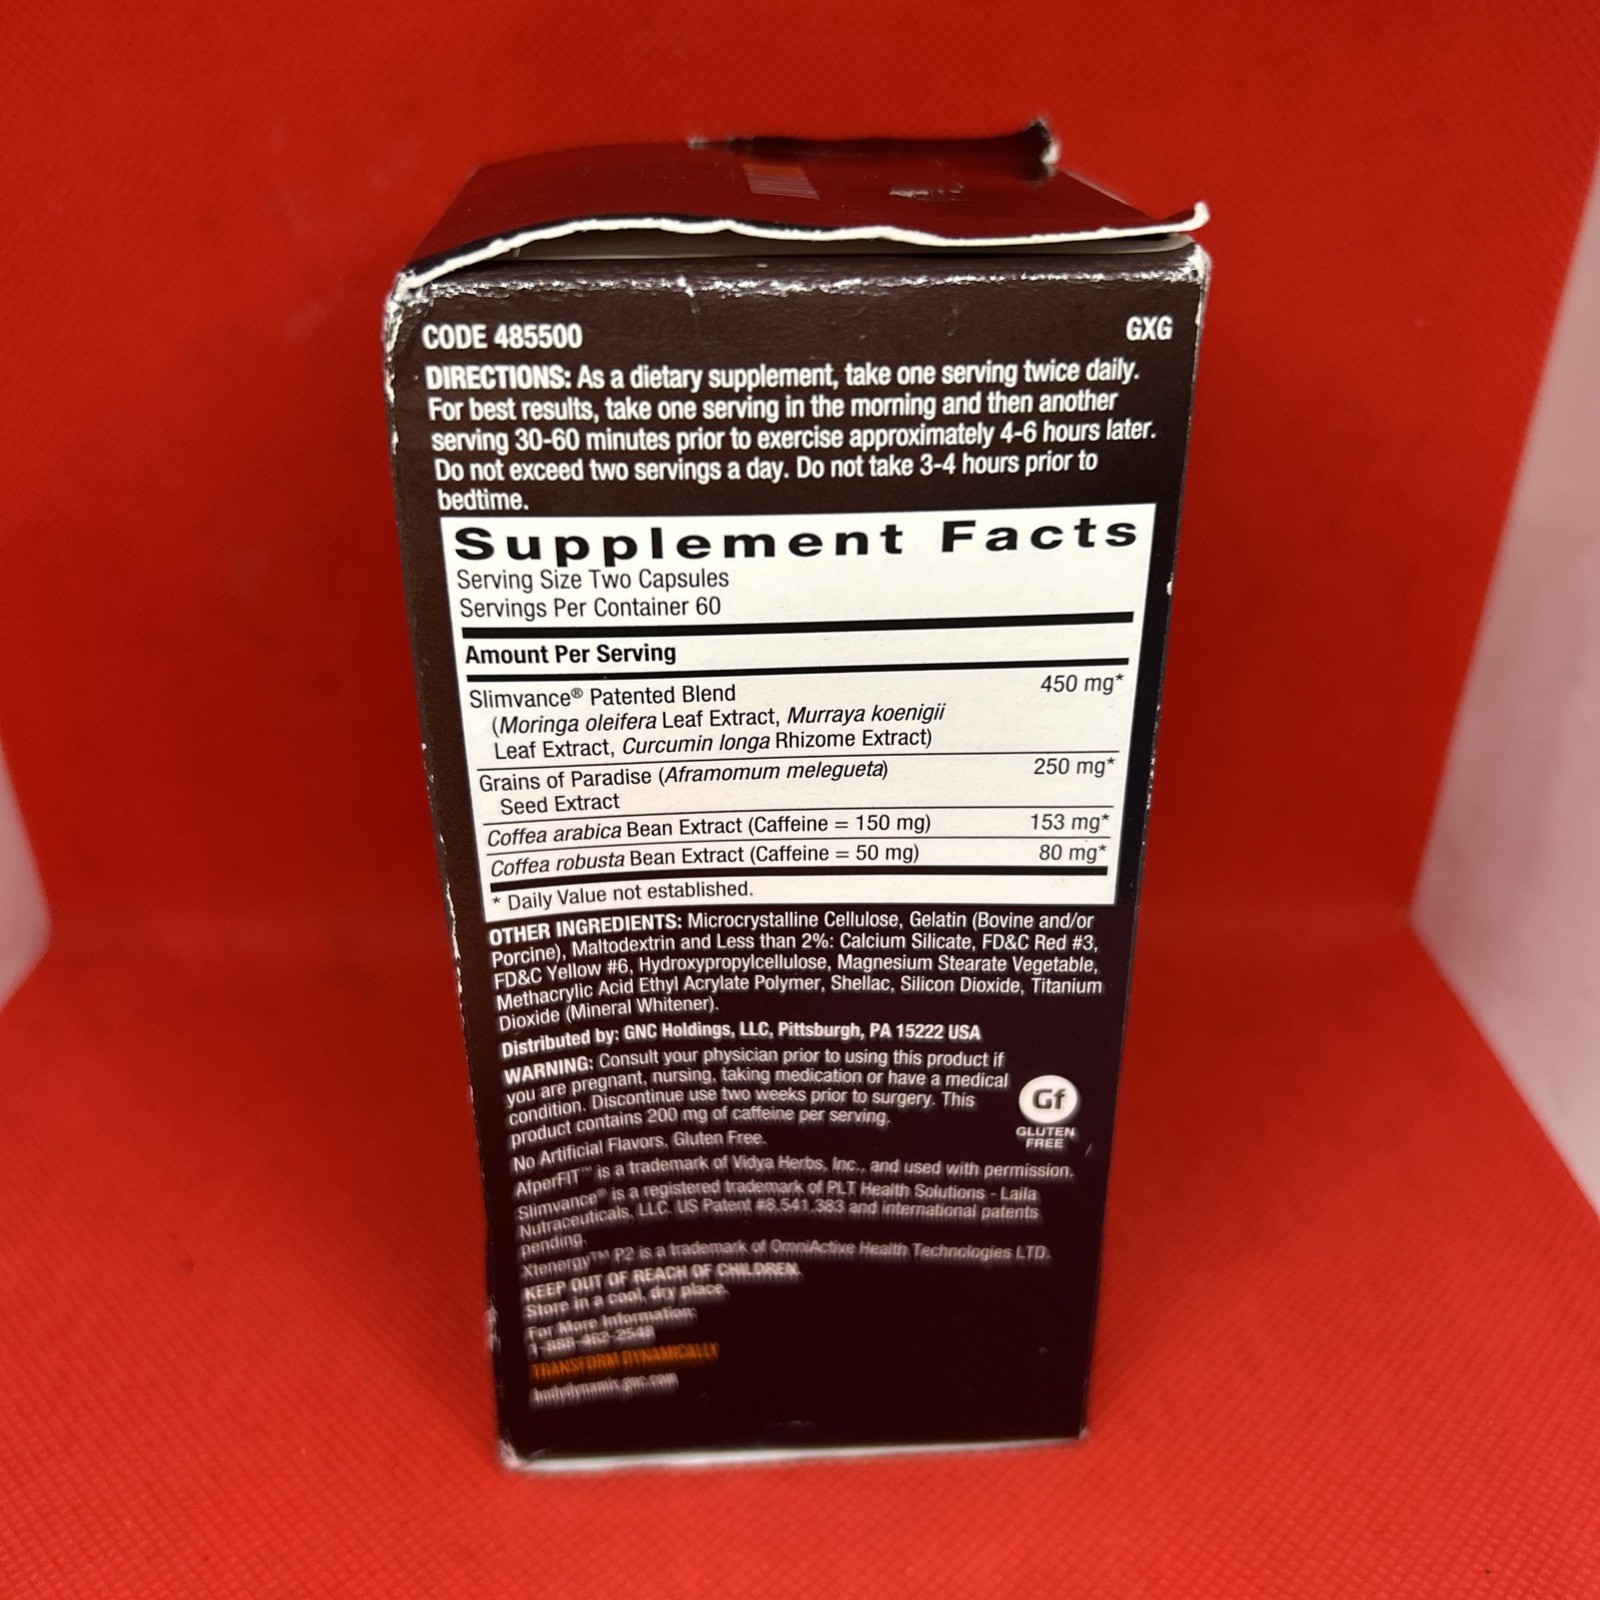 CODE 485500 GXG
DIRECTIONS: As a dietary supplement, take one serving twice daily.
For best results, take one serving in the morning and then another
serving 30-60 minutes prior to exercise approximately 4-6 hours later.
Do not exceed two servings a day. Do not take 3-4 hours prior to
bedtime.
Supplement Facts
Serving Size Two Capsules
Servings Per Container 60
Amount Per Serving
Slimvance® Patented Blend 450 mg*
(Moringa oleifera Leaf Extract, Murraya koenigii
Leaf Extract, Curcumin longa Rhizome Extract)
Grains of Paradise (Aframomum melegueta) 250 mg*
Seed Extract
Coffea arabica Bean Extract (Caffeine = 150 mg) 153 mg*
Coffea robusta Bean Extract (Caffeine = 50 mg) 80 mg*
* Daily Value not established.
OTHER INGREDIENTS: Microcrystalline Cellulose, Gelatin (Bovine and/or
Porcine), Maltodextrin and Less than 2%: Calcium Silicate, FD&C Red #3,
FD&C Yellow #6, Hydroxypropylcellulose, Magnesium Stearate Vegetable,
Methacrylic Acid Ethyl Acrylate Polymer, Shellac, Silicon Dioxide, Titanium
Dioxide (Mineral Whitener).
Distributed by: GNC Holdings, LLC, Pittsburgh, PA 15222 USA
WARNING: Consult your physician prior to using this product if
you are pregnant, nursing, taking medication or have a medical
condition. Discontinue use two weeks prior to surgery. This
product contains 200 mg of caffeine per serving.
Gf
GLUTEN
FREE
No Artificial Flavors, Gluten Free.
AfperFIT™ is a trademark of Vidya Herbs, Inc., and used with permission.
Slimvance® is a registered trademark of PLT Health Solutions - Laila
Nutraceuticals, LLC. US Patent #8,541,383 and international patents
pending.
Xtenergy™ P2 is a trademark of OmniActive Health Technologies LTD.
KEEP OUT OF REACH OF CHILDREN.
Store in a cool, dry place.
For More Information:
1-888-462-2548
TRANSFORM DYNAMICALLY
bodydynamix.gnc.com